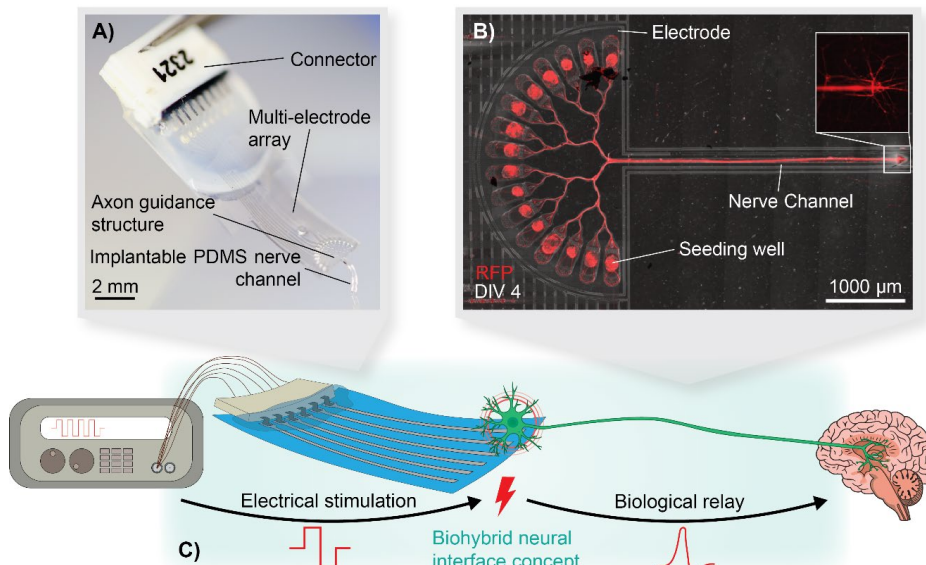 A)
2321
Connector
Multi-electrode
array
Axon guidance
structure
Implantable PDMS nerve
channel
2 mm
B)
Electrode
Nerve Channel
Seeding well
RFP
DIV 4
1000 µm
Electrical stimulation
Biological relay
C)
Biohybrid neural
interface concept